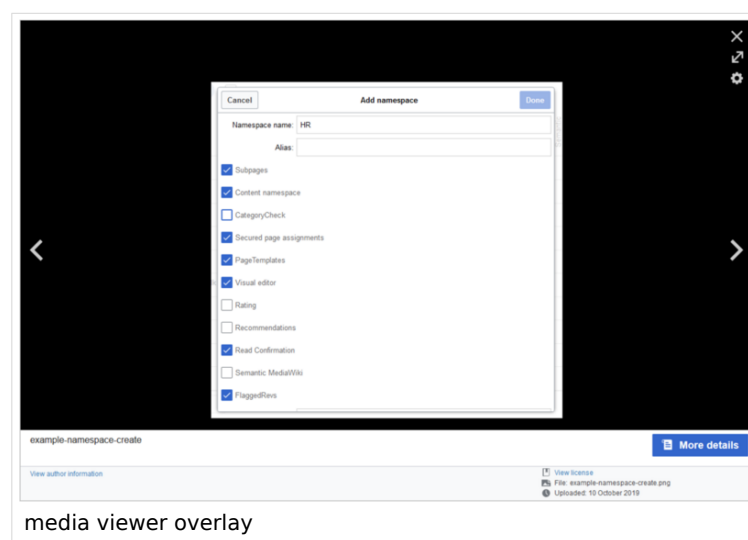 Cancel
Add namespace
Done
Namespace name: HR
Alias:
Subpages
Content namespace
CategoryCheck
Secured page assignments
PageTemplates
Visual editor
Rating
Recommendations
Read Confirmation
Semantic MediaWiki
FlaggedRevs
example-namespace-create
More details
View author information
View license
File: example-namespace-create.png
Uploaded: 10 October 2019
media viewer overlay